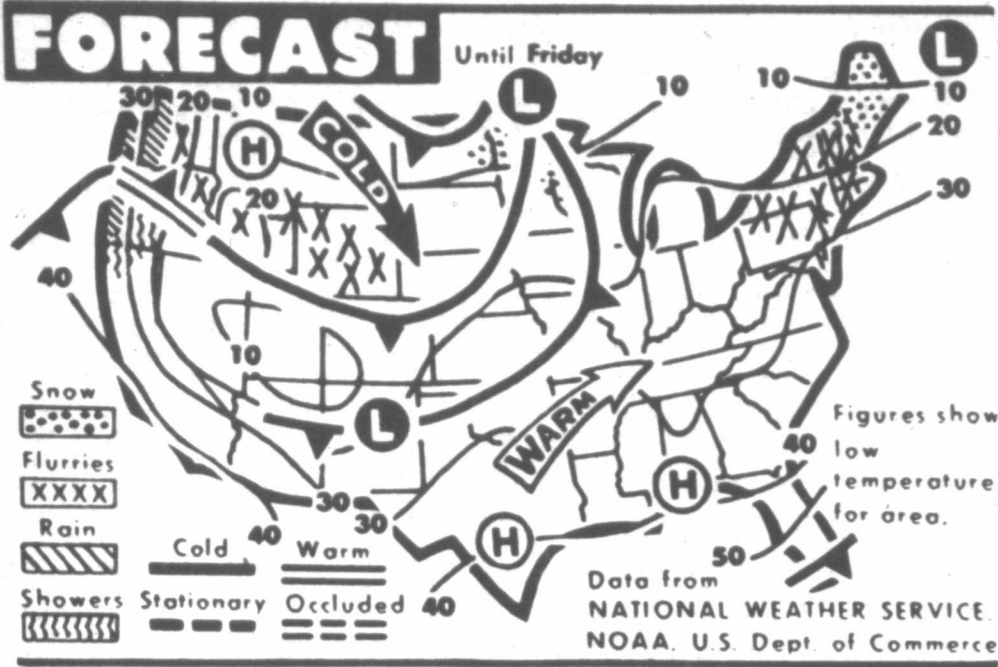 FORECAST
Until Friday
L
L
30 20 10
10
10
10
H
COLD
20
20
30
40
10
Snow
Flurries
XXXX
Rain
Showers
Cold
Warm
Stationary
Occluded
L
WARM
H
H
30
30
40
40
40
50
Figures show
low
temperature
for area.
Data from
NATIONAL WEATHER SERVICE.
NOAA, U.S. Dept. of Commerce